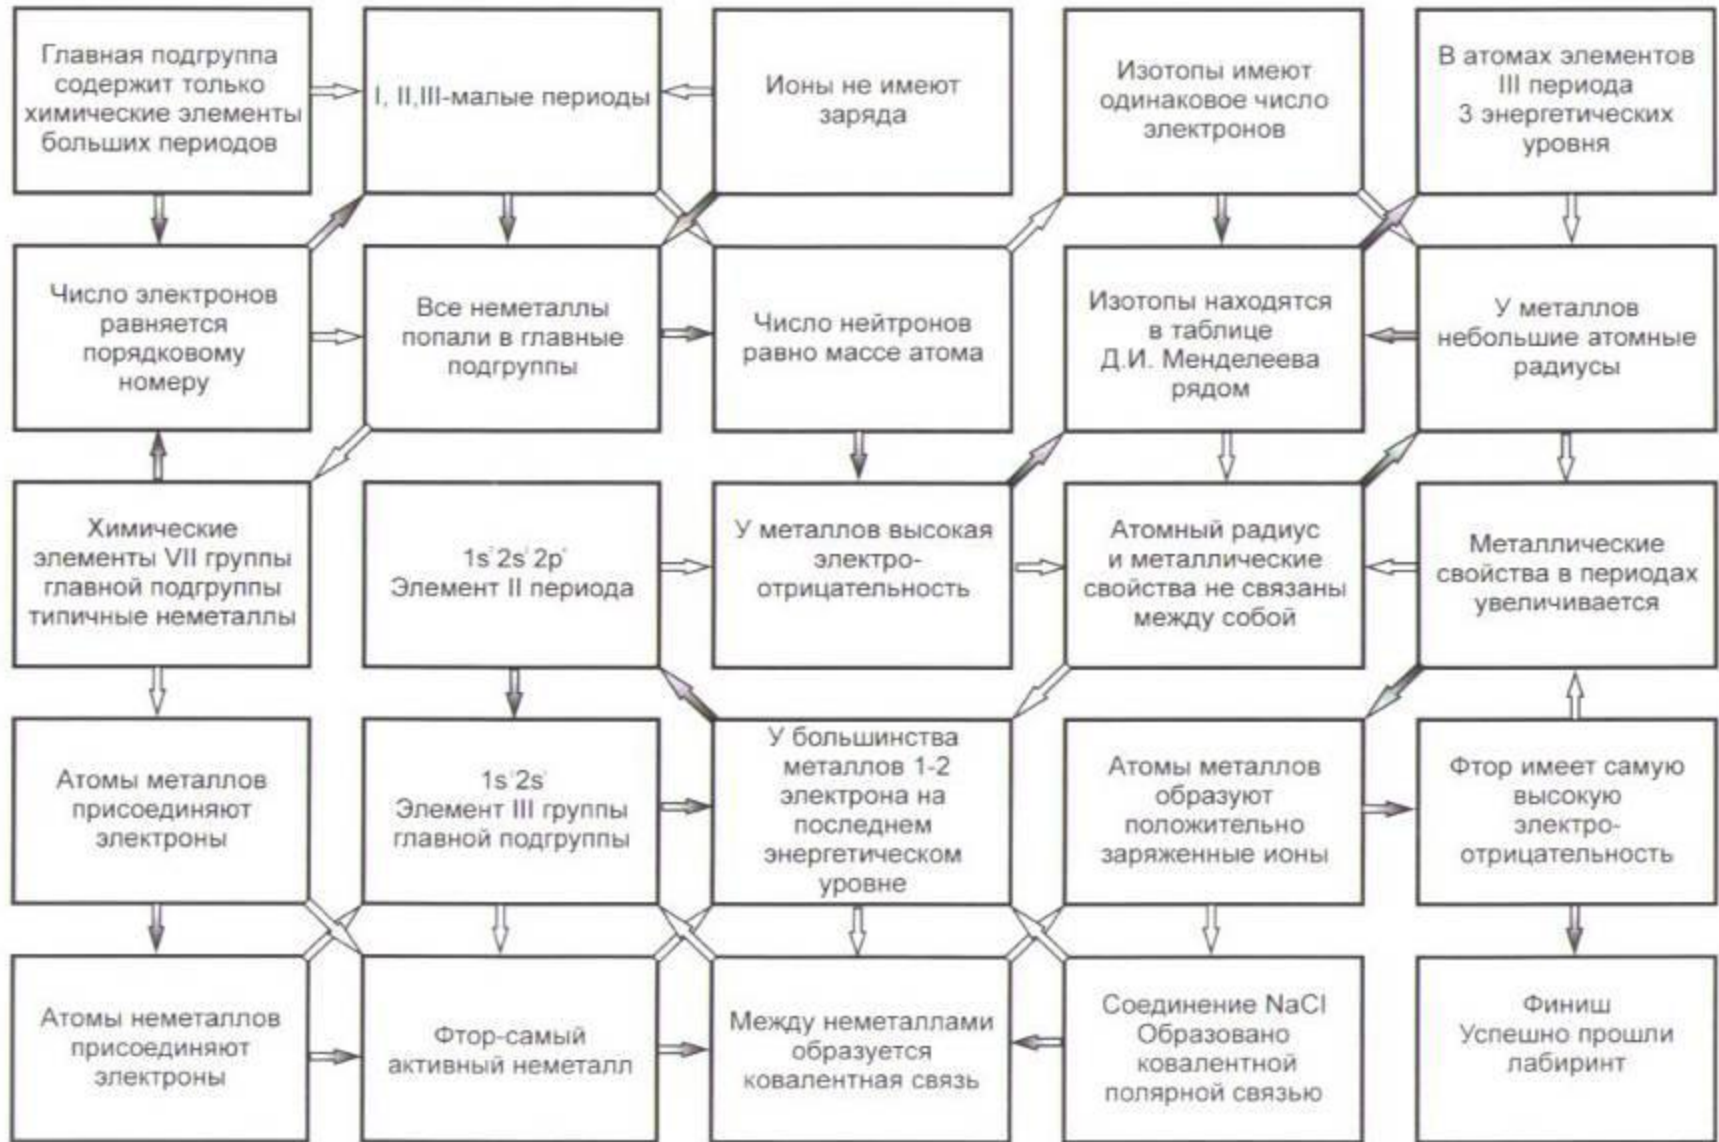 Главная подгруппа
содержит только
химические элементы
больших периодов
I, II,III-малые периоды
Ионы не имеют
заряда
Изотопы имеют
одинаковое число
электронов
В атомах элементов
III периода
3 энергетических
уровня
Число электронов
равняется
порядковому
номеру
Все неметаллы
попали в главные
подгруппы
Число нейтронов
равно массе атома
Изотопы находятся
в таблице
Д.И. Менделеева
рядом
У металлов
небольшие атомные
радиусы
Химические
элементы VII группы
главной подгруппы
типичные неметаллы
1s 2s 2p
Элемент II периода
У металлов высокая
электро-
отрицательность
Атомный радиус
и металлические
свойства не связаны
между собой
Металлические
свойства в периодах
увеличивается
Атомы металлов
присоединяют
электроны
1s 2s
Элемент III группы
главной подгруппы
У большинства
металлов 1-2
электрона на
последнем
энергетическом
уровне
Атомы металлов
образуют
положительно
заряженные ионы
Фтор имеет самую
высокую
электро-
отрицательность
Атомы неметаллов
присоединяют
электроны
Фтор-самый
активный неметалл
Между неметаллами
образуется
ковалентная связь
Соединение NaCl
Образовано
ковалентной
полярной связью
Финиш
Успешно прошли
лабиринт